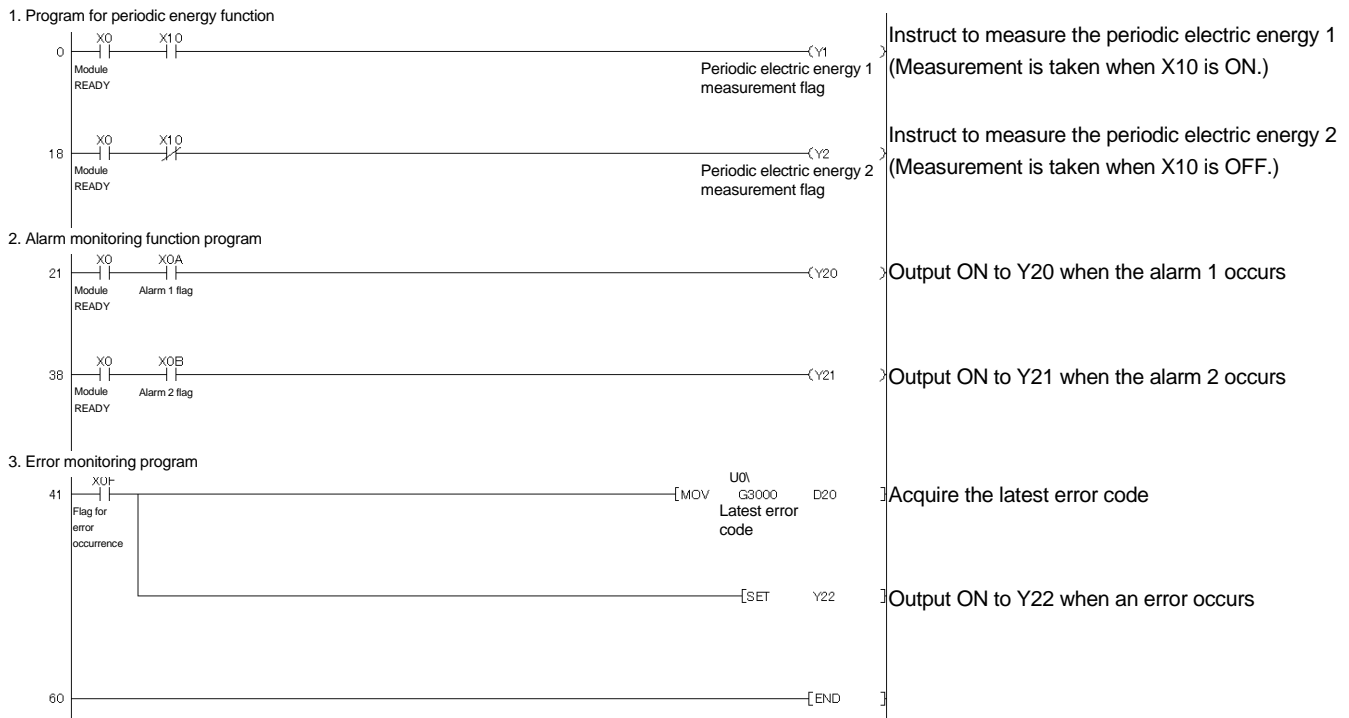 1. Program for periodic energy function
X0 X10
0 (Y1 ) Instruct to measure the periodic electric energy 1
Module READY
Periodic electric energy 1 measurement flag
(Measurement is taken when X10 is ON.)
X0 X10
18 (Y2 ) Instruct to measure the periodic electric energy 2
Module READY
Periodic electric energy 2 measurement flag
(Measurement is taken when X10 is OFF.)
2. Alarm monitoring function program
X0 X0A
21 (Y20 ) Output ON to Y20 when the alarm 1 occurs
Module READY
Alarm 1 flag
X0 X0B
38 (Y21 ) Output ON to Y21 when the alarm 2 occurs
Module READY
Alarm 2 flag
3. Error monitoring program
X0F U0\
41 [MOV G3000 D20 ] Acquire the latest error code
Flag for error occurrence
Latest error code
[SET Y22 ] Output ON to Y22 when an error occurs
60 [END ]